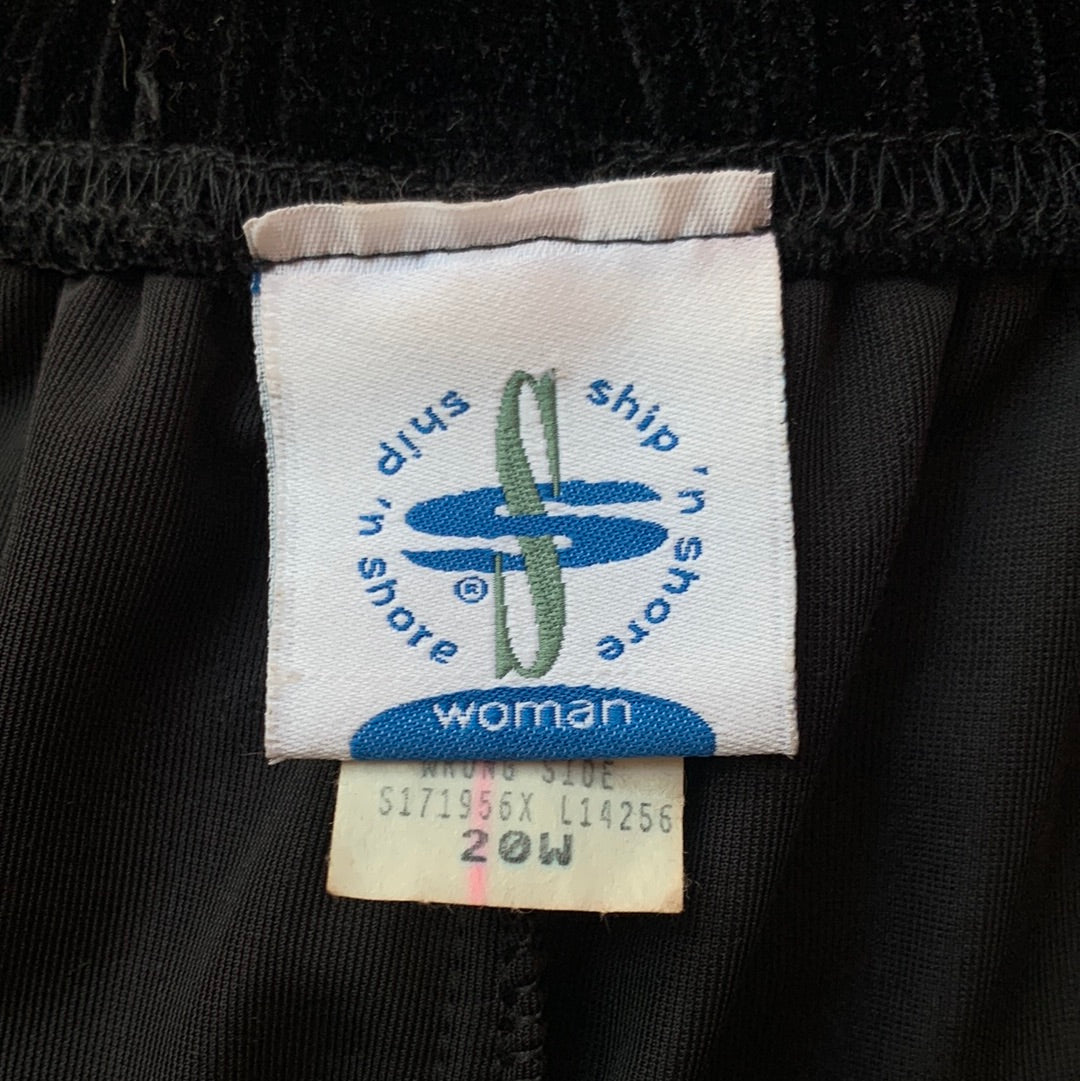 ship 'n shore
ship 'n shore
®
woman
WRONG SIDE
S171956X L14256
20W